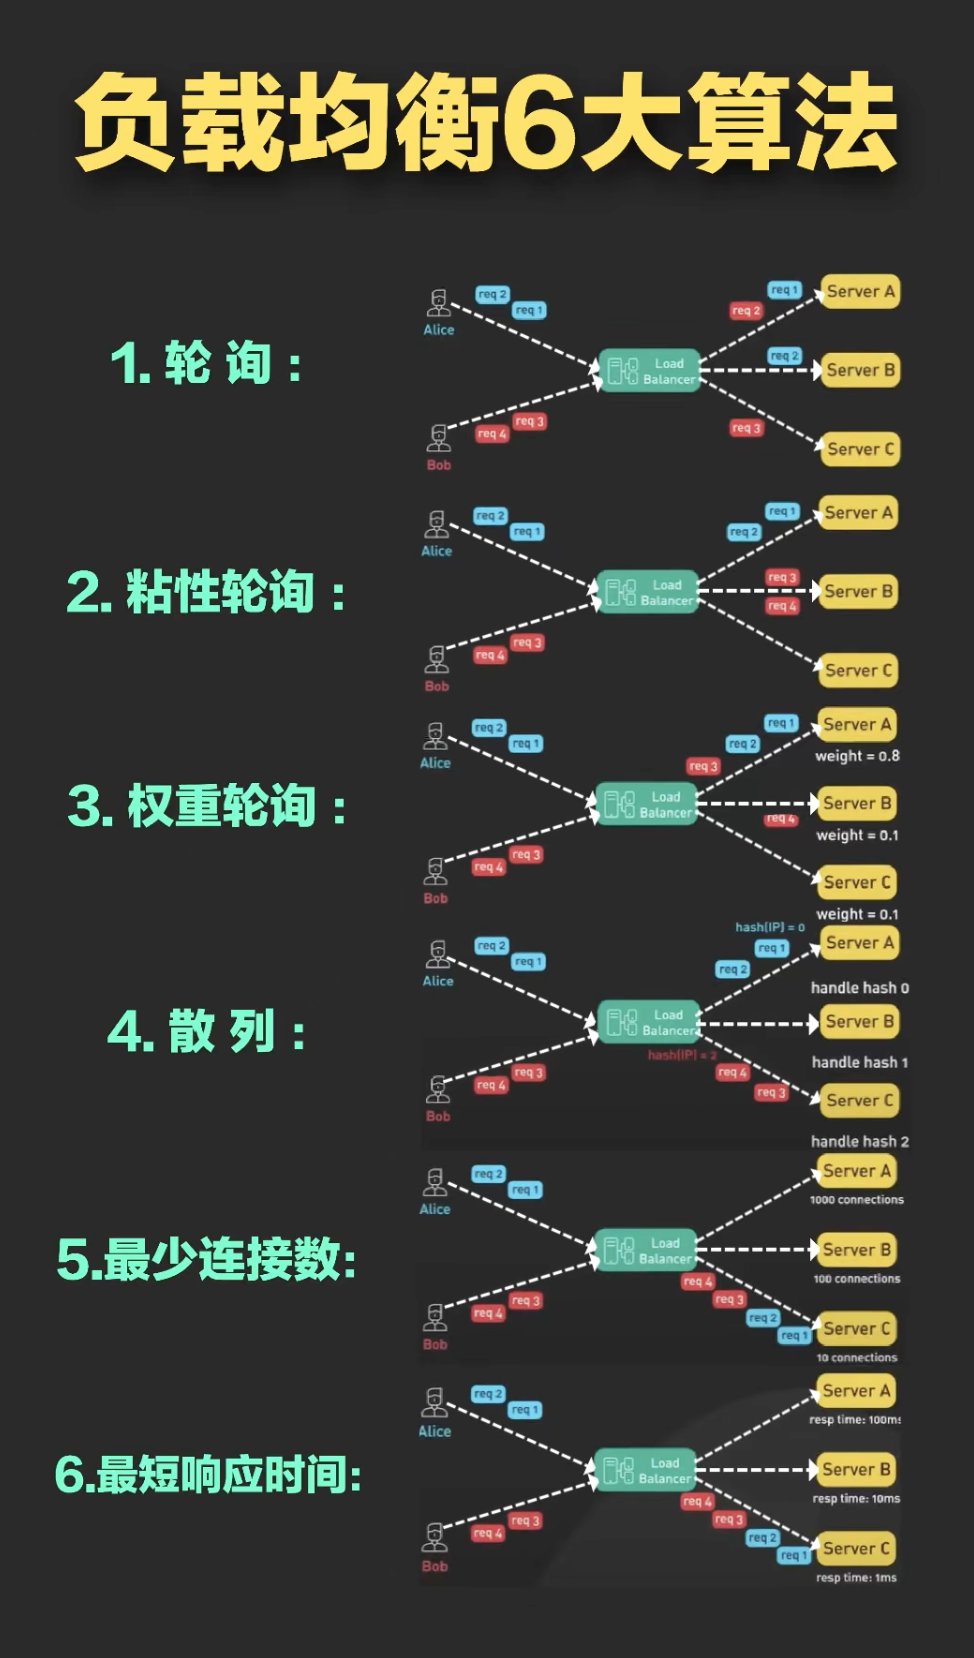 负载均衡6大算法
1. 轮 询 :
req 2
req 1
Alice
req 3
req 4
Bob
Load
Balancer
req 1
req 2
req 2
req 3
Server A
Server B
Server C
2. 粘性轮询 :
req 2
req 1
Alice
req 3
req 4
Bob
Load
Balancer
req 1
req 2
req 3
req 4
Server A
Server B
Server C
3. 权重轮询 :
req 2
req 1
Alice
req 3
req 4
Bob
Load
Balancer
req 1
req 2
req 3
req 4
Server A
weight = 0.8
Server B
weight = 0.1
Server C
weight = 0.1
4. 散 列 :
req 2
req 1
Alice
req 3
req 4
Bob
Load
Balancer
hash(IP) = 0
req 1
req 2
hash(IP) = 2
req 4
req 3
Server A
handle hash 0
Server B
handle hash 1
Server C
handle hash 2
5.最少连接数:
req 2
req 1
Alice
req 3
req 4
Bob
Load
Balancer
req 4
req 3
req 2
req 1
Server A
1000 connections
Server B
100 connections
Server C
10 connections
6.最短响应时间:
req 2
req 1
Alice
req 3
req 4
Bob
Load
Balancer
req 4
req 3
req 2
req 1
Server A
resp time: 100ms
Server B
resp time: 10ms
Server C
resp time: 1ms